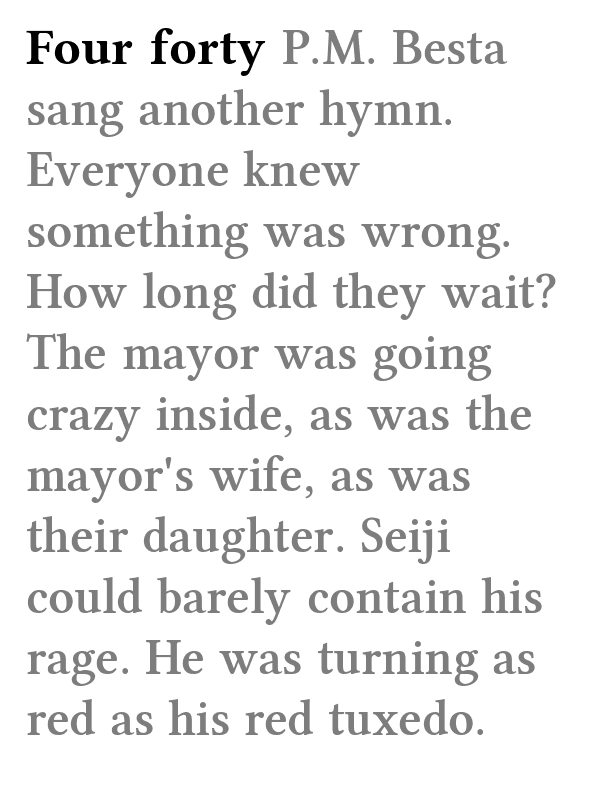 Four forty P.M. Besta
sang another hymn.
Everyone knew
something was wrong.
How long did they wait?
The mayor was going
crazy inside, as was the
mayor's wife, as was
their daughter. Seiji
could barely contain his
rage. He was turning as
red as his red tuxedo.